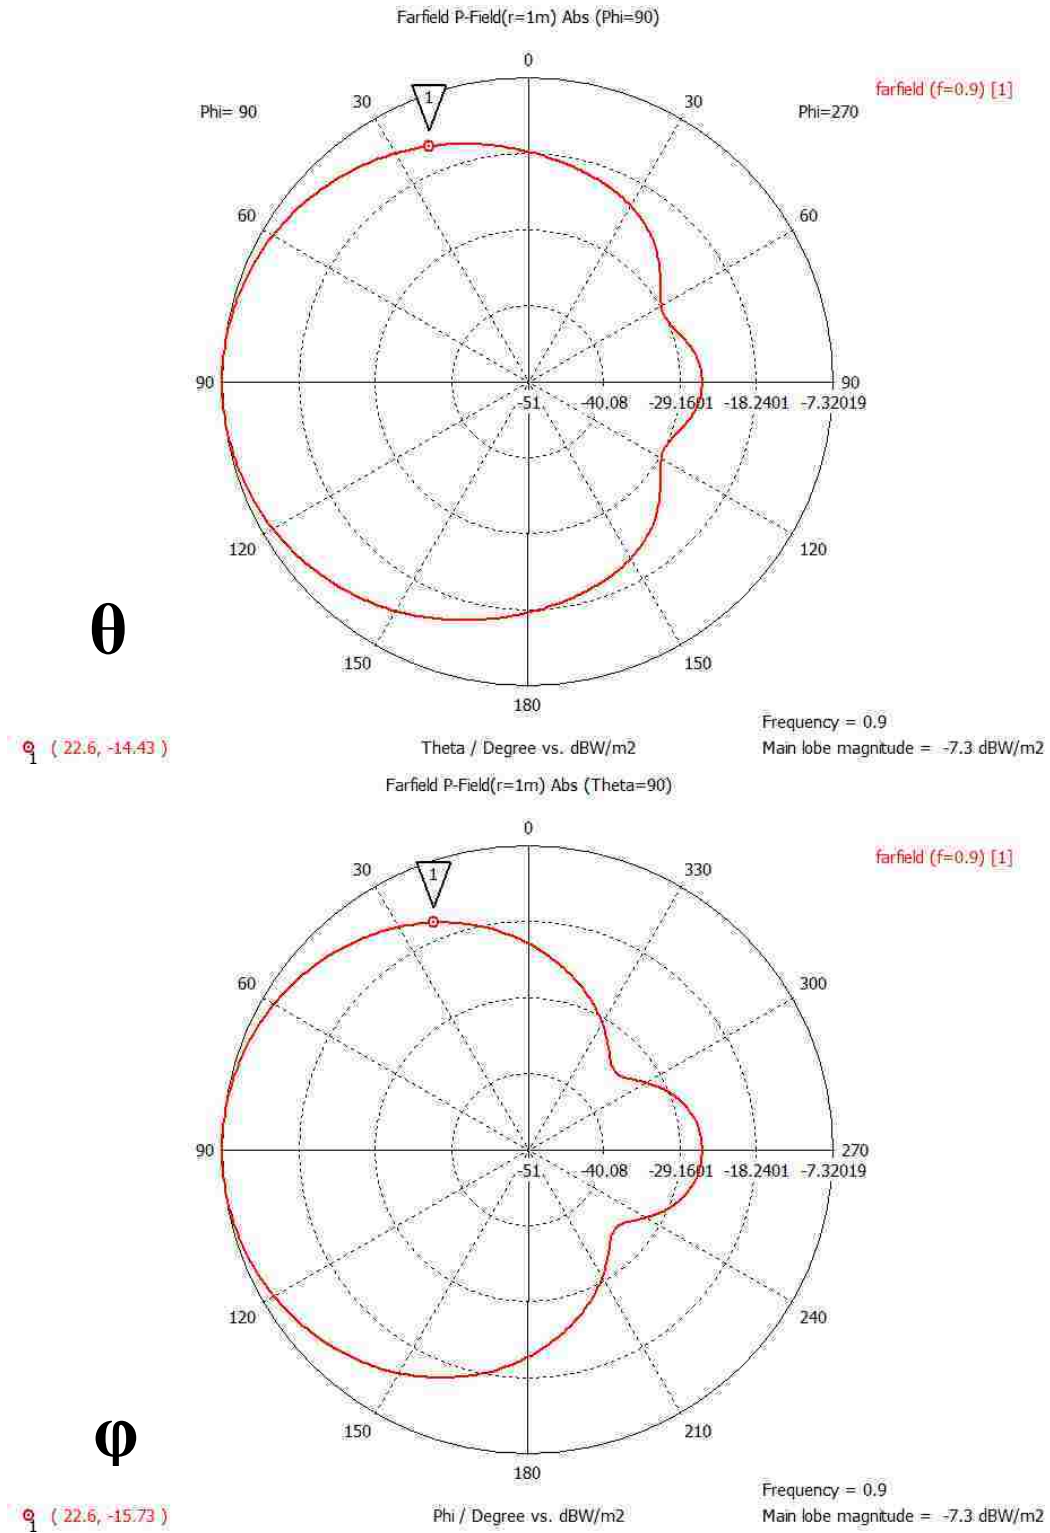 Farfield P-Field(r=1m) Abs (Phi=90)
0
farfield (f=0.9) [1]
30
1
30
Phi= 90
Phi=270
60
60
90
90
-51.
-40.08
-29.1601
-18.2401
-7.32019
120
120
θ
150
150
180
Frequency = 0.9
1 ( 22.6, -14.43 )
Theta / Degree vs. dBW/m2
Main lobe magnitude = -7.3 dBW/m2
Farfield P-Field(r=1m) Abs (Theta=90)
0
farfield (f=0.9) [1]
30
1
330
60
300
90
270
-51.
-40.08
-29.1601
-18.2401
-7.32019
120
240
φ
150
210
180
Frequency = 0.9
1 ( 22.6, -15.73 )
Phi / Degree vs. dBW/m2
Main lobe magnitude = -7.3 dBW/m2